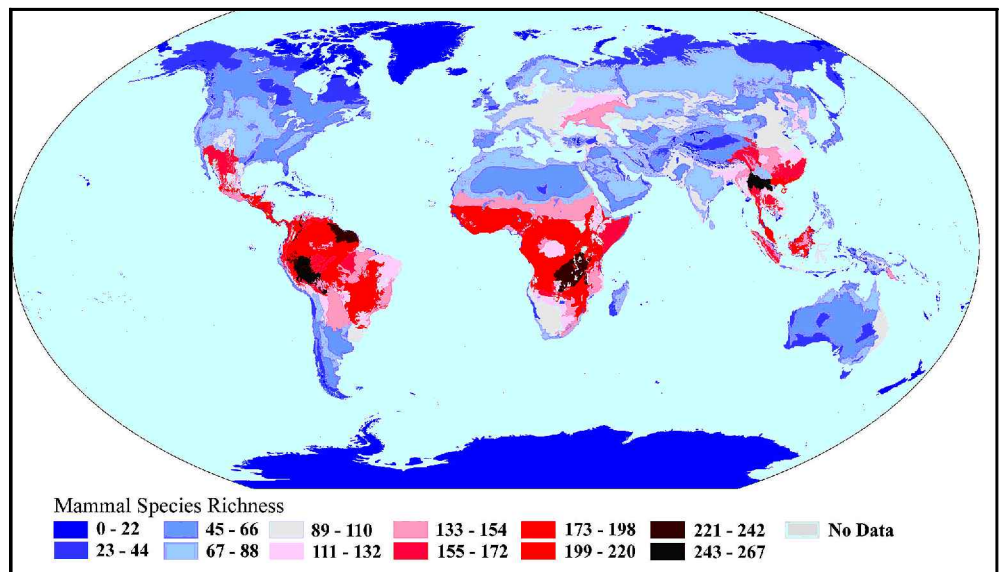 Mammal Species Richness
0 - 22 45 - 66 89 - 110 133 - 154 173 - 198 221 - 242 No Data
23 - 44 67 - 88 111 - 132 155 - 172 199 - 220 243 - 267